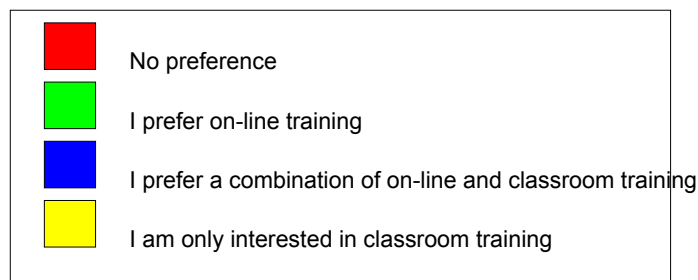 No preference
I prefer on-line training
I prefer a combination of on-line and classroom training
I am only interested in classroom training